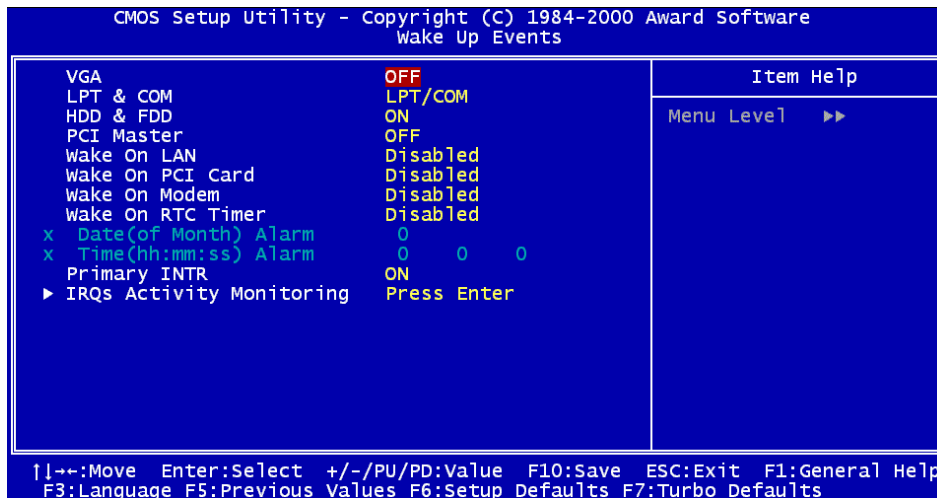 CMOS Setup Utility - Copyright (C) 1984-2000 Award Software
Wake Up Events
VGA OFF
LPT & COM LPT/COM
HDD & FDD ON
PCI Master OFF
Wake On LAN Disabled
Wake On PCI Card Disabled
Wake On Modem Disabled
Wake On RTC Timer Disabled
x Date(of Month) Alarm 0
x Time(hh:mm:ss) Alarm 0 0 0
Primary INTR ON
▶ IRQs Activity Monitoring Press Enter
Item Help
Menu Level ▶▶
↑↓→←:Move Enter:Select +/-/PU/PD:Value F10:Save ESC:Exit F1:General Help
F3:Language F5:Previous Values F6:Setup Defaults F7:Turbo Defaults